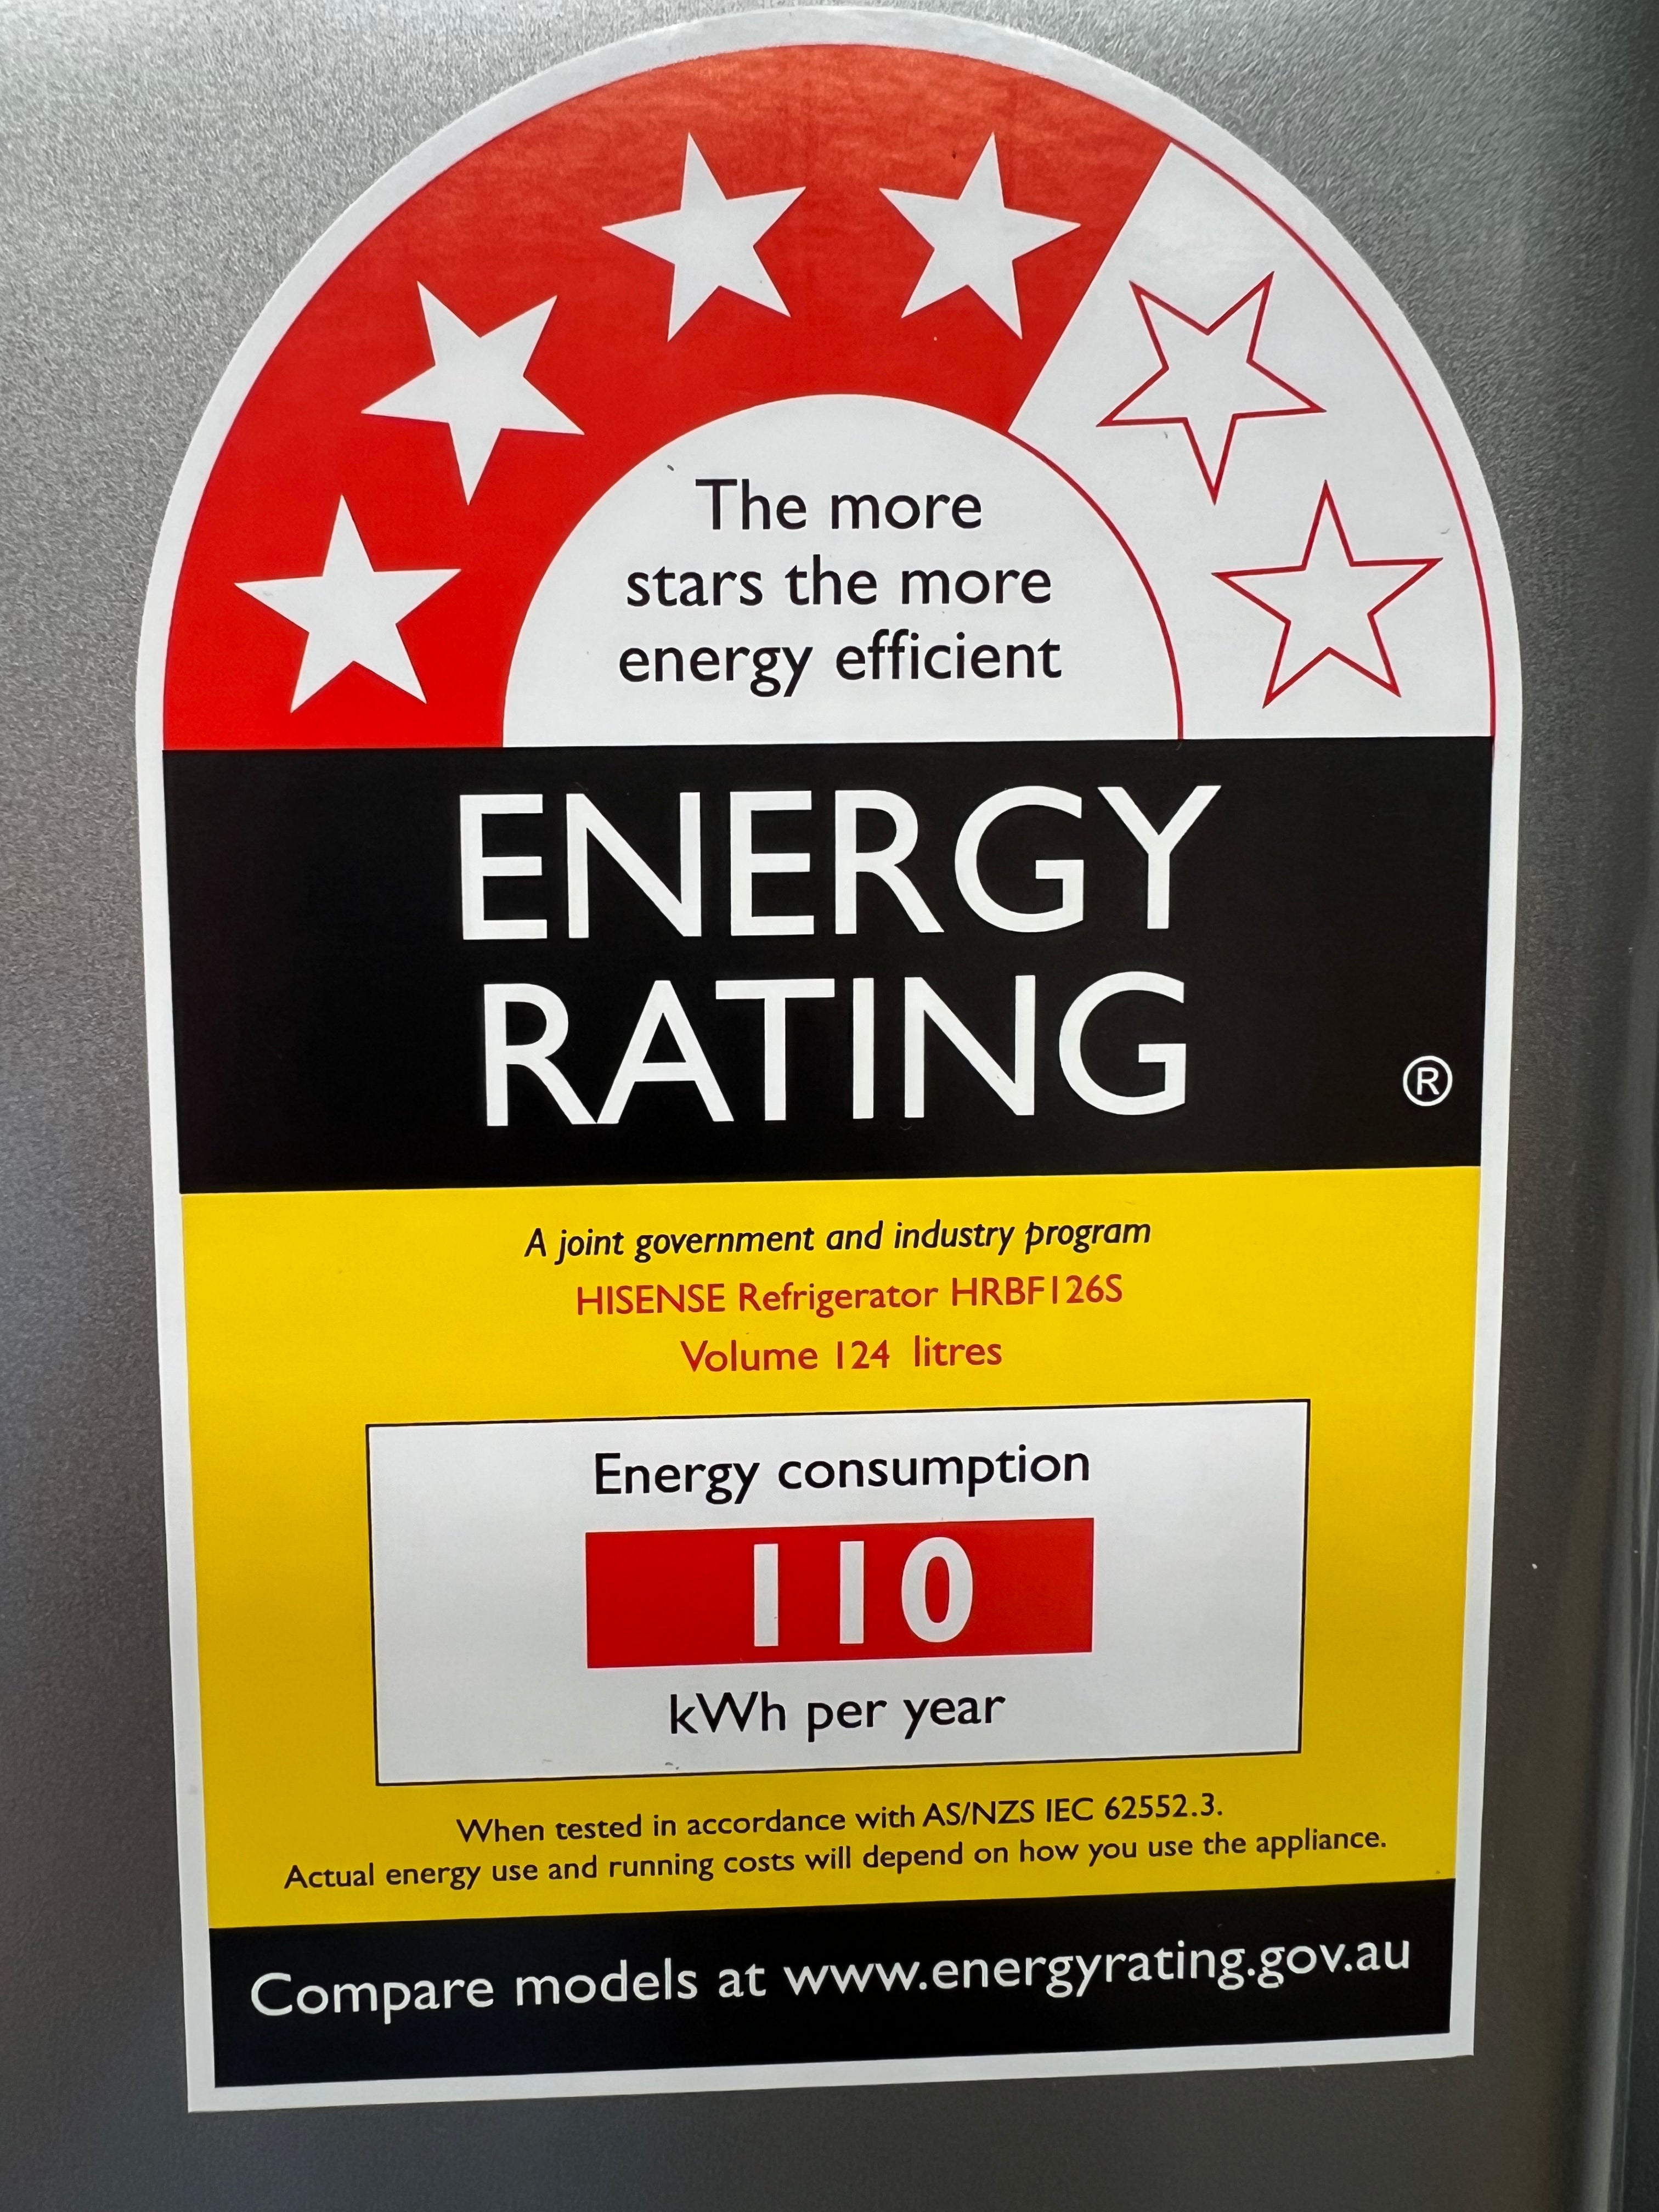 The more
stars the more
energy efficient
ENERGY
RATING
®
A joint government and industry program
HISENSE Refrigerator HRBF126S
Volume 124 litres
Energy consumption
110
kWh per year
When tested in accordance with AS/NZS IEC 62552.3.
Actual energy use and running costs will depend on how you use the appliance.
Compare models at www.energyrating.gov.au